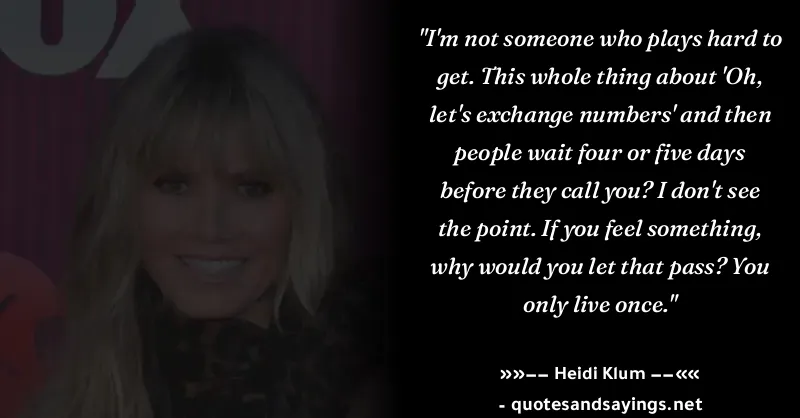 "I'm not someone who plays hard to
get. This whole thing about 'Oh,
let's exchange numbers' and then
people wait four or five days
before they call you? I don't see
the point. If you feel something,
why would you let that pass? You
only live once."
»»–– Heidi Klum ––««
- quotesandsayings.net